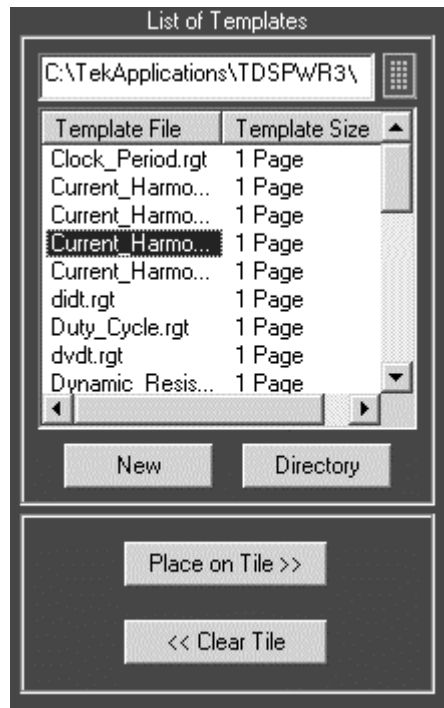 List of Templates
C:\TekApplications\TDSPWR3\
Template File Template Size
Clock_Period.rgt 1 Page
Current_Harmo... 1 Page
Current_Harmo... 1 Page
Current_Harmo... 1 Page
Current_Harmo... 1 Page
didt.rgt 1 Page
Duty_Cycle.rgt 1 Page
dvdt.rgt 1 Page
Dynamic_Resis... 1 Page
New Directory
Place on Tile >>
<< Clear Tile